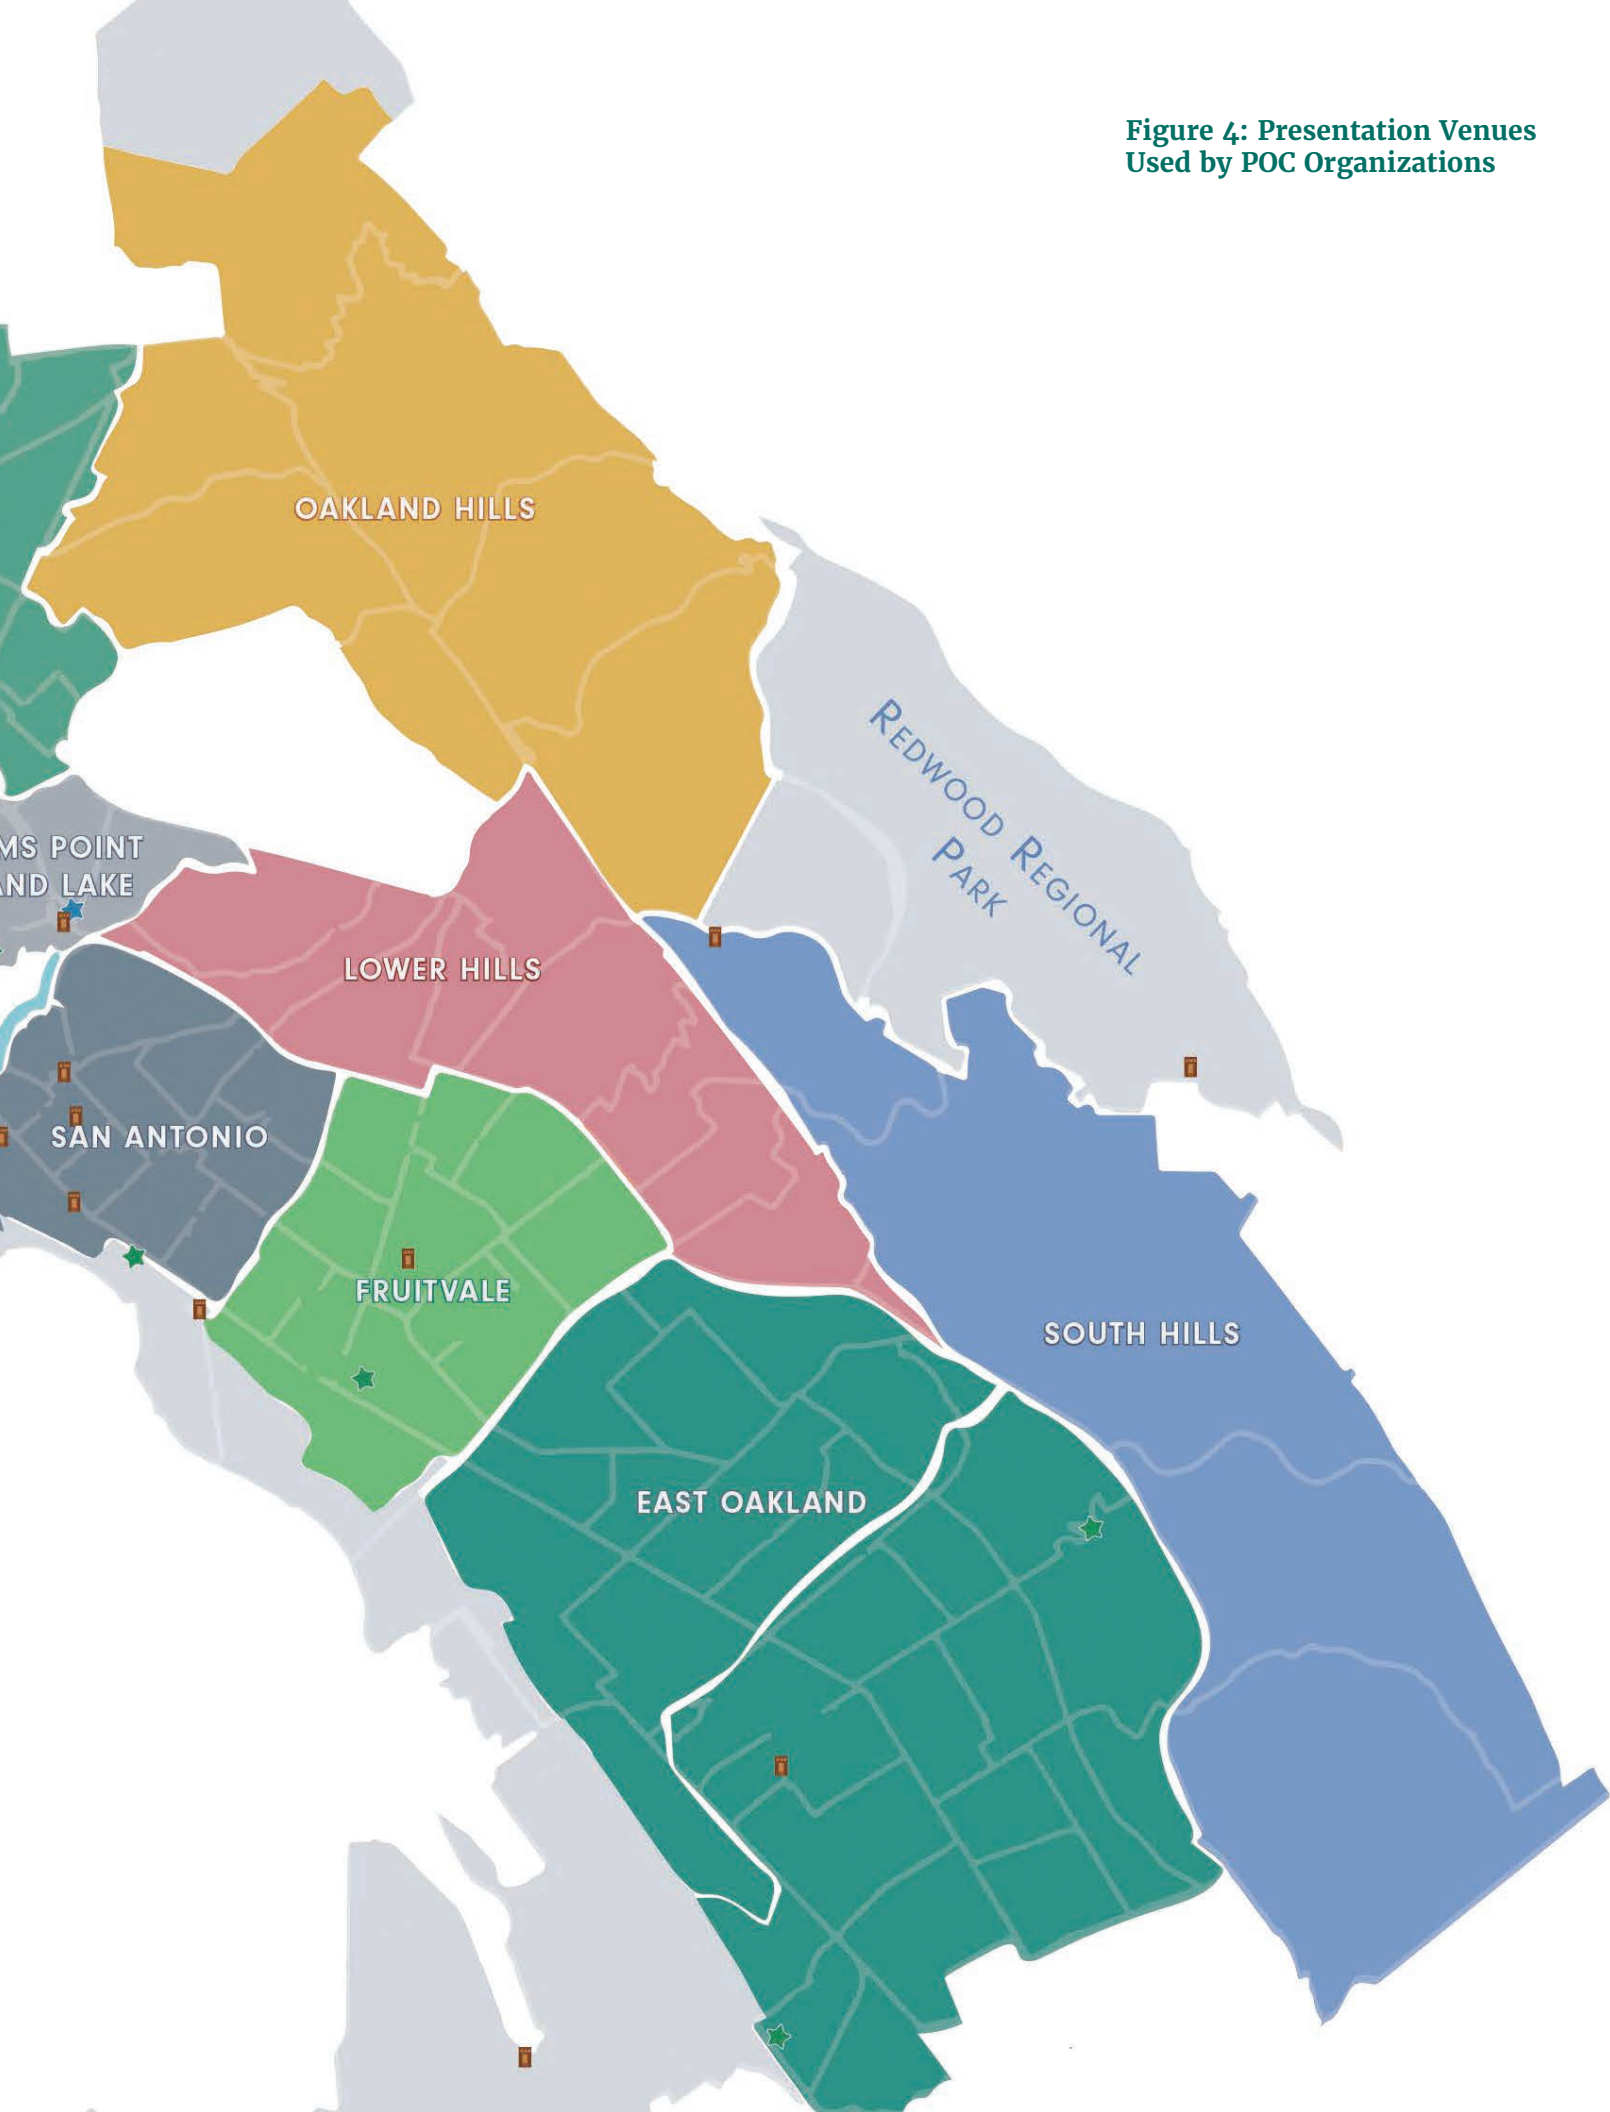 Figure 4: Presentation Venues
Used by POC Organizations
OAKLAND HILLS
REDWOOD REGIONAL
PARK
MS POINT
AND LAKE
LOWER HILLS
SAN ANTONIO
FRUITVALE
SOUTH HILLS
EAST OAKLAND